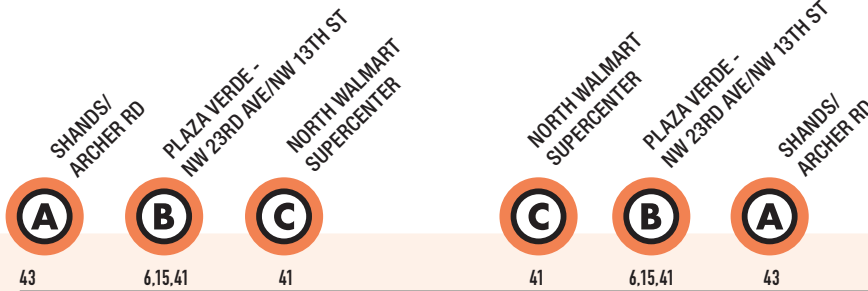 SHANDS/
ARCHER RD
PLAZA VERDE -
NW 23RD AVE/NW 13TH ST
NORTH WALMART
SUPERCENTER
NORTH WALMART
SUPERCENTER
PLAZA VERDE -
NW 23RD AVE/NW 13TH ST
SHANDS/
ARCHER RD
A B C C B A
43 6,15,41 41 41 6,15,41 43